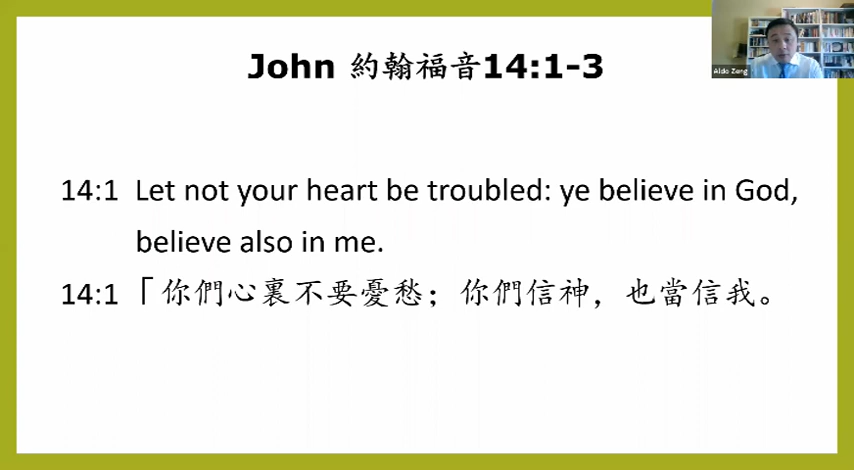 John 約翰福音14:1-3
Aldo Zeng
14:1 Let not your heart be troubled: ye believe in God,
believe also in me.
14:1 「你們心裏不要憂愁；你們信神，也當信我。